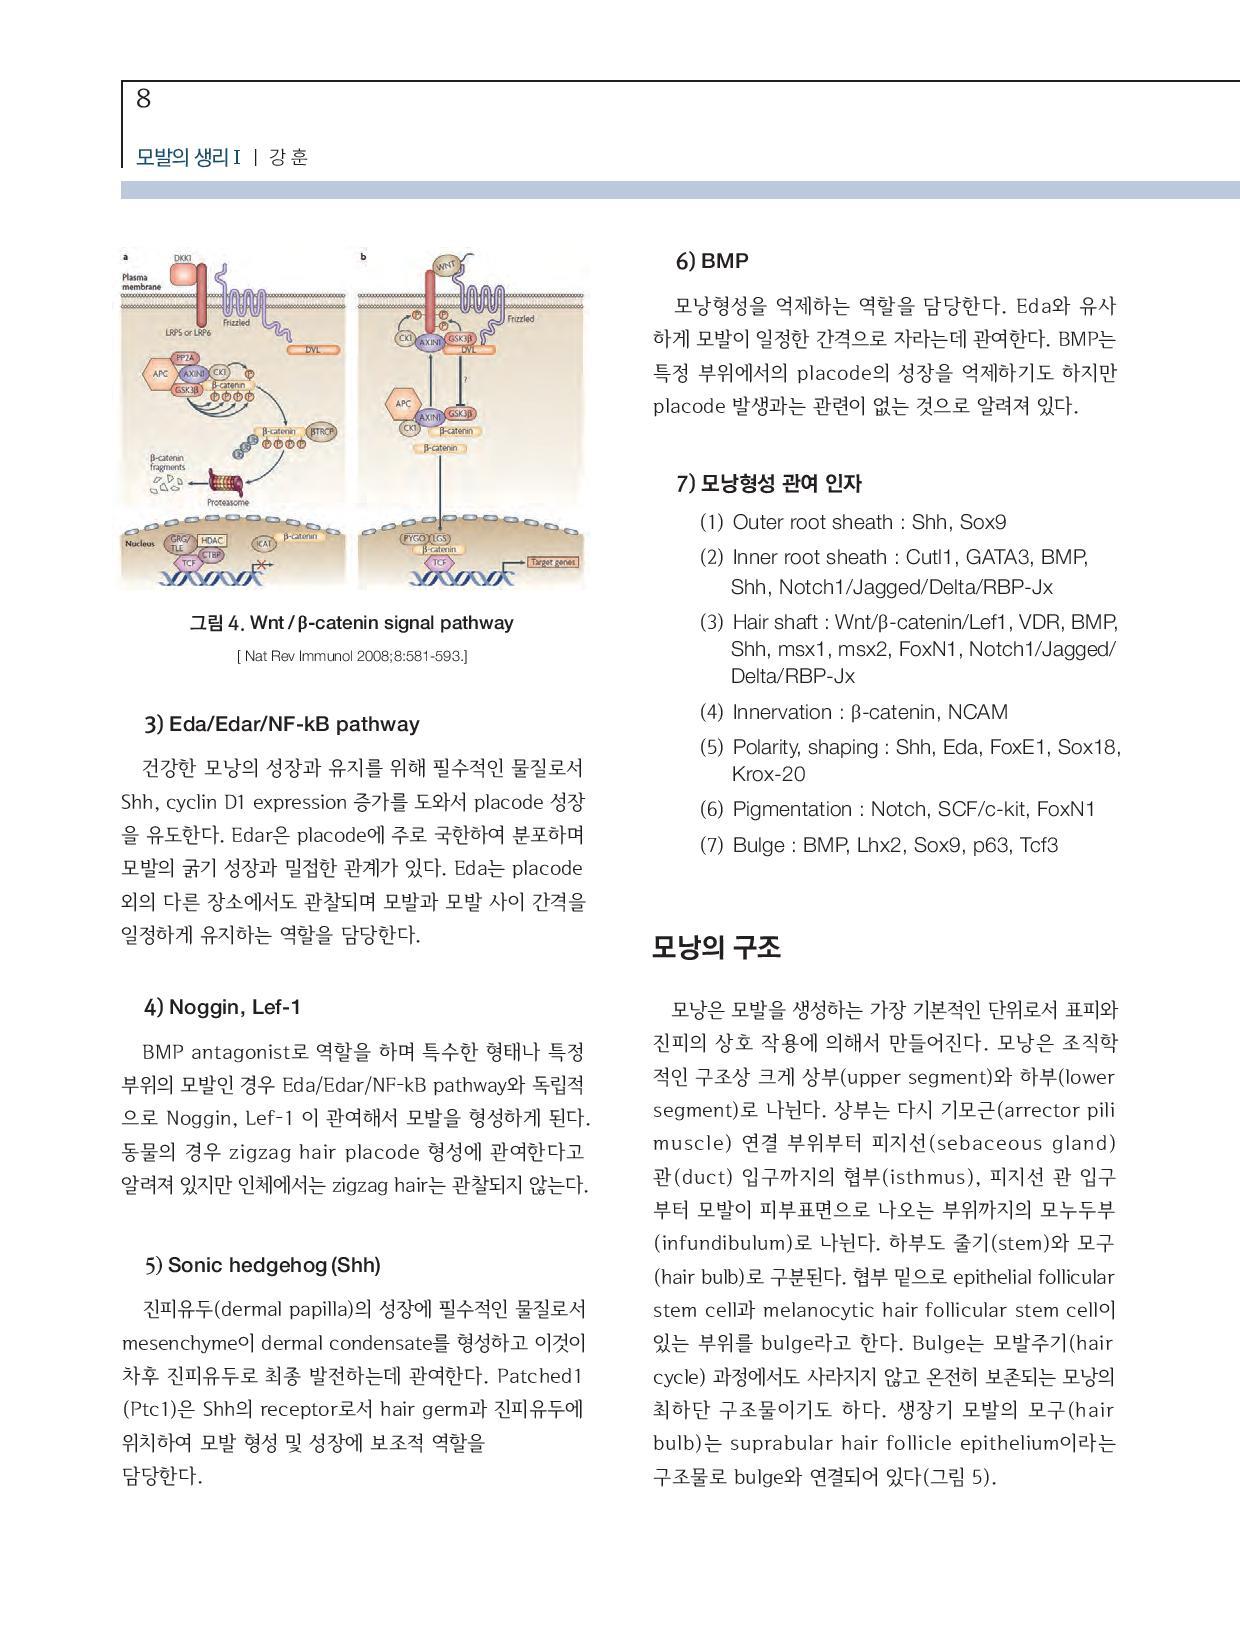 8
모발의 생리 I | 강 훈
a
DKK1
Plasma
membrane
LRP5 or LRP6
Frizzled
DVL
PP2A
APC
AXIN1
CK1
P
GSK3β
β-catenin
P P P P
β-catenin
βTRCP
P P P P
β-catenin
fragments
Proteasome
Nucleus
GRG/
TLE
HDAC
CTBP
TCF
ICAT
β-catenin
b
WNT
Frizzled
P
P
P
P
CK1
AXIN1
GSK3β
DVL
?
APC
AXIN1
GSK3β
CK1
β-catenin
β-catenin
PYGO
LGS
β-catenin
TCF
Target genes
그림 4. Wnt / β-catenin signal pathway
[ Nat Rev Immunol 2008;8:581-593.]
3) Eda/Edar/NF-kB pathway
건강한 모낭의 성장과 유지를 위해 필수적인 물질로서
Shh, cyclin D1 expression 증가를 도와서 placode 성장
을 유도한다. Edar은 placode에 주로 국한하여 분포하며
모발의 굵기 성장과 밀접한 관계가 있다. Eda는 placode
외의 다른 장소에서도 관찰되며 모발과 모발 사이 간격을
일정하게 유지하는 역할을 담당한다.
4) Noggin, Lef-1
BMP antagonist로 역할을 하며 특수한 형태나 특정
부위의 모발인 경우 Eda/Edar/NF-kB pathway와 독립적
으로 Noggin, Lef-1 이 관여해서 모발을 형성하게 된다.
동물의 경우 zigzag hair placode 형성에 관여한다고
알려져 있지만 인체에서는 zigzag hair는 관찰되지 않는다.
5) Sonic hedgehog (Shh)
진피유두(dermal papilla)의 성장에 필수적인 물질로서
mesenchyme이 dermal condensate를 형성하고 이것이
차후 진피유두로 최종 발전하는데 관여한다. Patched1
(Ptc1)은 Shh의 receptor로서 hair germ과 진피유두에
위치하여 모발 형성 및 성장에 보조적 역할을
담당한다.
6) BMP
모낭형성을 억제하는 역할을 담당한다. Eda와 유사
하게 모발이 일정한 간격으로 자라는데 관여한다. BMP는
특정 부위에서의 placode의 성장을 억제하기도 하지만
placode 발생과는 관련이 없는 것으로 알려져 있다.
7) 모낭형성 관여 인자
(1) Outer root sheath : Shh, Sox9
(2) Inner root sheath : Cutl1, GATA3, BMP,
Shh, Notch1/Jagged/Delta/RBP-Jx
(3) Hair shaft : Wnt/β-catenin/Lef1, VDR, BMP,
Shh, msx1, msx2, FoxN1, Notch1/Jagged/
Delta/RBP-Jx
(4) Innervation : β-catenin, NCAM
(5) Polarity, shaping : Shh, Eda, FoxE1, Sox18,
Krox-20
(6) Pigmentation : Notch, SCF/c-kit, FoxN1
(7) Bulge : BMP, Lhx2, Sox9, p63, Tcf3
모낭의 구조
모낭은 모발을 생성하는 가장 기본적인 단위로서 표피와
진피의 상호 작용에 의해서 만들어진다. 모낭은 조직학
적인 구조상 크게 상부(upper segment)와 하부(lower
segment)로 나뉜다. 상부는 다시 기모근(arrector pili
muscle) 연결 부위부터 피지선(sebaceous gland)
관(duct) 입구까지의 협부(isthmus), 피지선 관 입구
부터 모발이 피부표면으로 나오는 부위까지의 모누두부
(infundibulum)로 나뉜다. 하부도 줄기(stem)와 모구
(hair bulb)로 구분된다. 협부 밑으로 epithelial follicular
stem cell과 melanocytic hair follicular stem cell이
있는 부위를 bulge라고 한다. Bulge는 모발주기(hair
cycle) 과정에서도 사라지지 않고 온전히 보존되는 모낭의
최하단 구조물이기도 하다. 생장기 모발의 모구(hair
bulb)는 suprabular hair follicle epithelium이라는
구조물로 bulge와 연결되어 있다(그림 5).